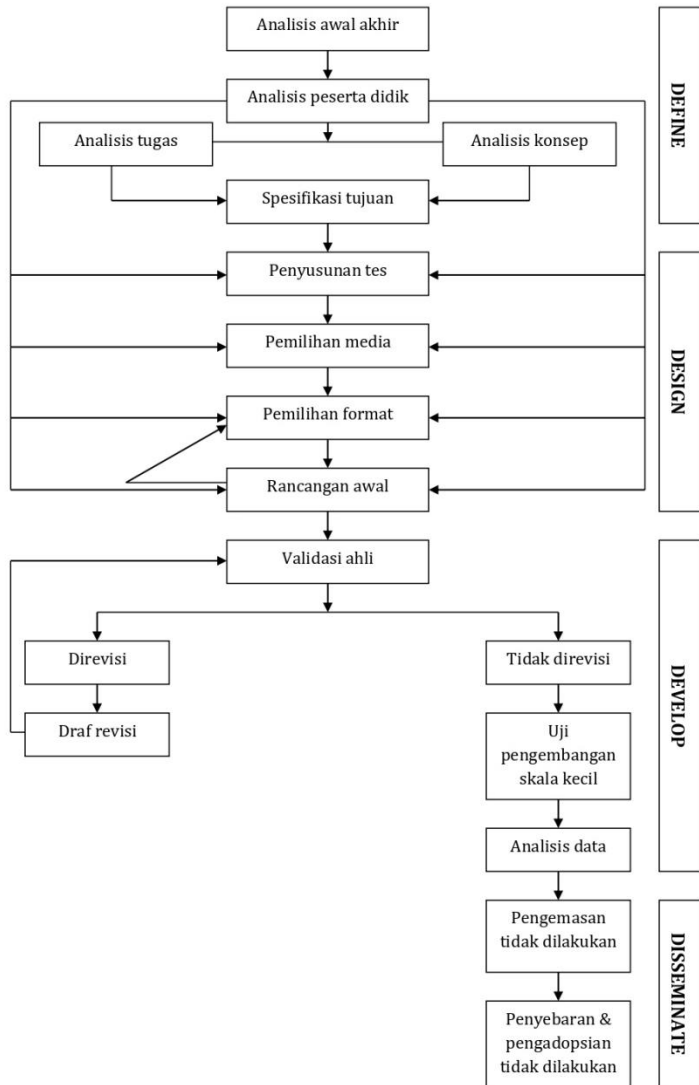 Analisis awal akhir
Analisis peserta didik
Analisis tugas
Analisis konsep
Spesifikasi tujuan
DEFINE
Penyusunan tes
Pemilihan media
Pemilihan format
Rancangan awal
DESIGN
Validasi ahli
Direvisi
Tidak direvisi
Draf revisi
Uji
pengembangan
skala kecil
Analisis data
DEVELOP
Pengemasan
tidak dilakukan
Penyebaran &
pengadopsian
tidak dilakukan
DISSEMINATE